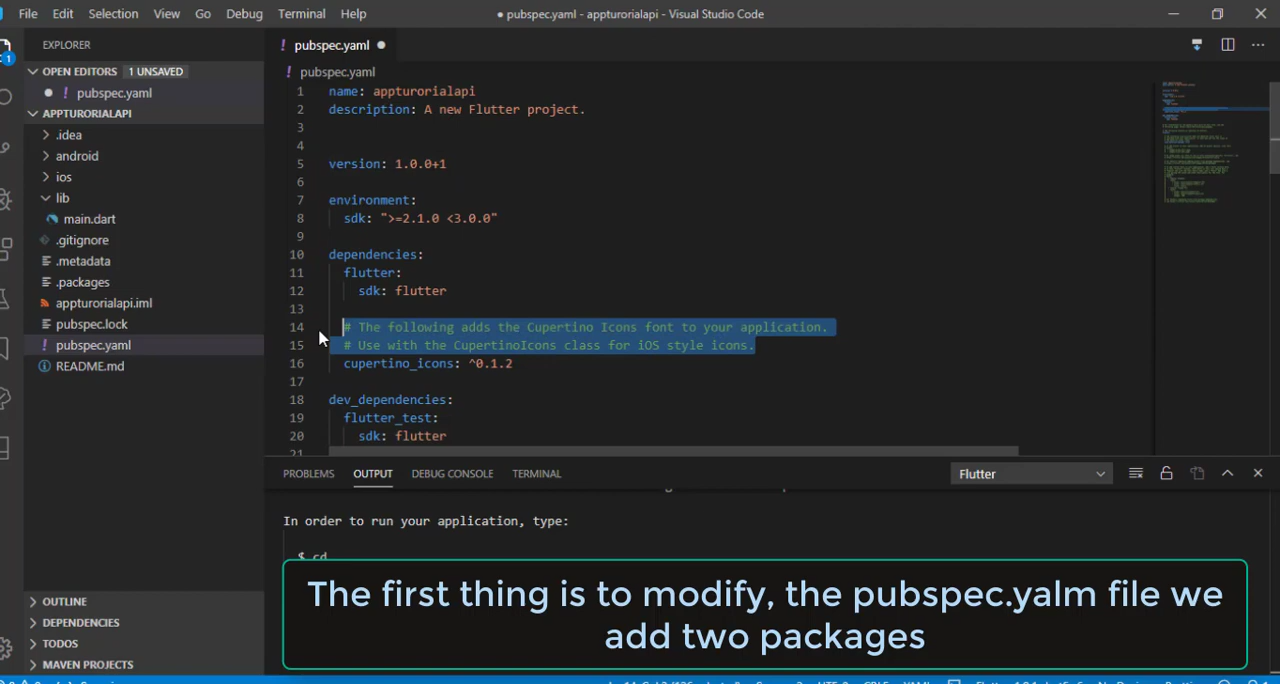 File Edit Selection View Go Debug Terminal Help
● pubspec.yaml - appturorialapi - Visual Studio Code
EXPLORER
OPEN EDITORS 1 UNSAVED
! pubspec.yaml
APPTURORIALAPI
.idea
android
ios
lib
main.dart
.gitignore
.metadata
.packages
appturorialapi.iml
pubspec.lock
! pubspec.yaml
README.md
OUTLINE
DEPENDENCIES
TODOS
MAVEN PROJECTS
1
! pubspec.yaml ●
! pubspec.yaml
1 name: appturorialapi
2 description: A new Flutter project.
3
4
5 version: 1.0.0+1
6
7 environment:
8 sdk: ">=2.1.0 <3.0.0"
9
10 dependencies:
11 flutter:
12 sdk: flutter
13
14 # The following adds the Cupertino Icons font to your application.
15 # Use with the CupertinoIcons class for iOS style icons.
16 cupertino_icons: ^0.1.2
17
18 dev_dependencies:
19 flutter_test:
20 sdk: flutter
21
PROBLEMS OUTPUT DEBUG CONSOLE TERMINAL
Flutter
In order to run your application, type:
$ cd
The first thing is to modify, the pubspec.yalm file we
add two packages